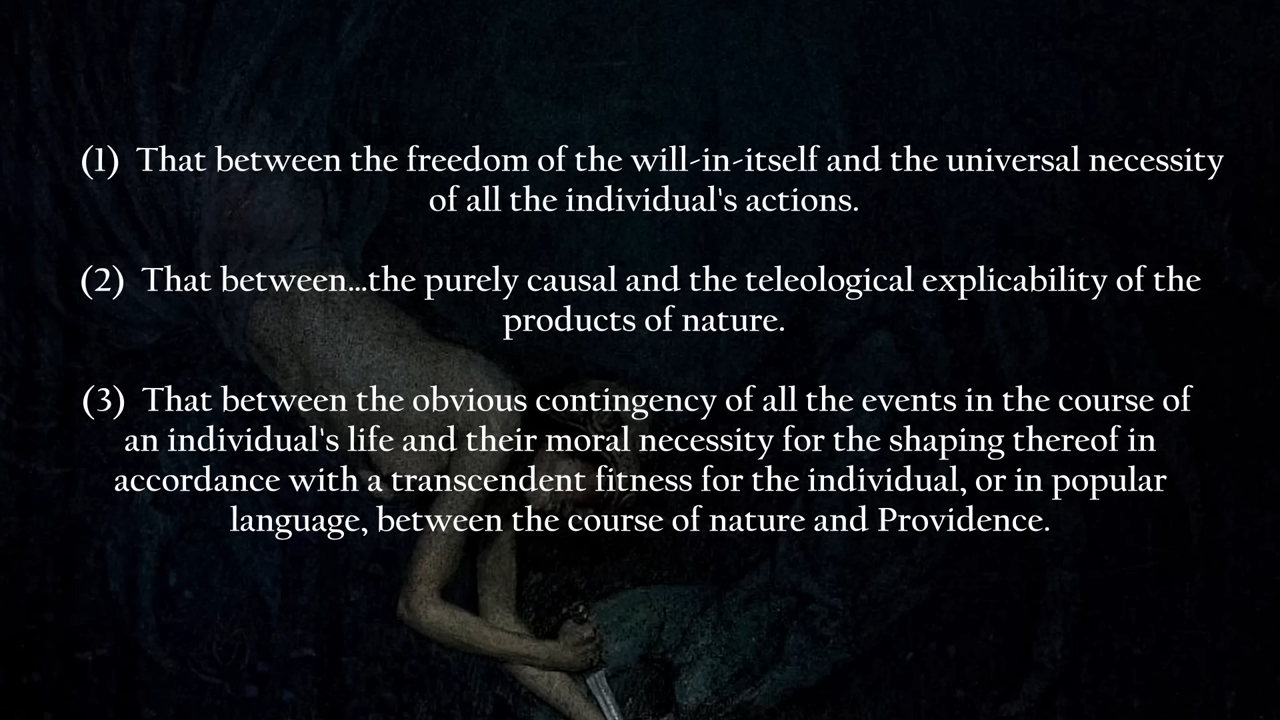 (1) That between the freedom of the will-in-itself and the universal necessity
of all the individual's actions.
(2) That between...the purely causal and the teleological explicability of the
products of nature.
(3) That between the obvious contingency of all the events in the course of
an individual's life and their moral necessity for the shaping thereof in
accordance with a transcendent fitness for the individual, or in popular
language, between the course of nature and Providence.